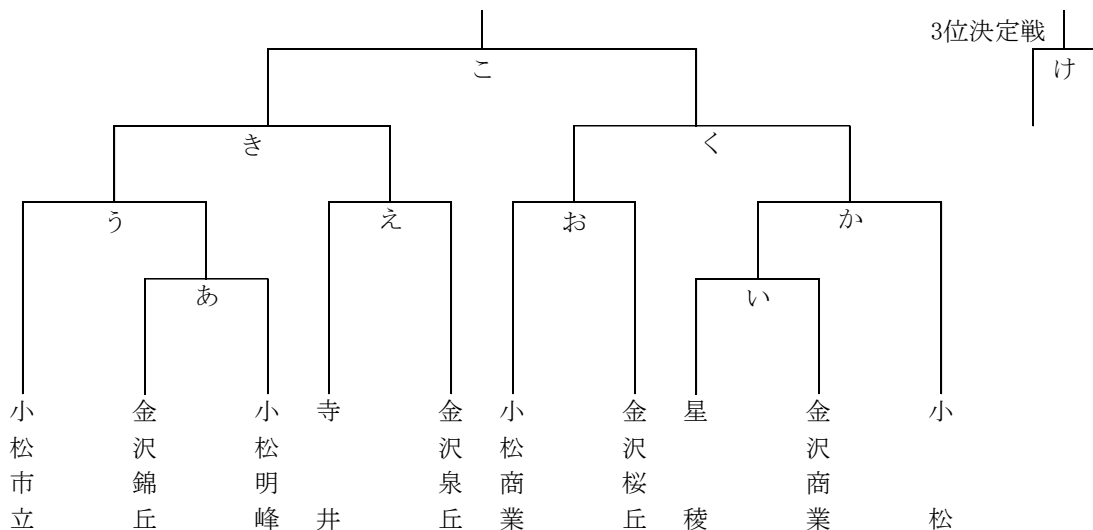 3位決定戦
こ
け
き
く
う
え
お
か
あ
い
小松市立
金沢錦丘
小松明峰
寺井
金沢泉丘
小松商業
金沢桜丘
星稜
金沢商業
小松